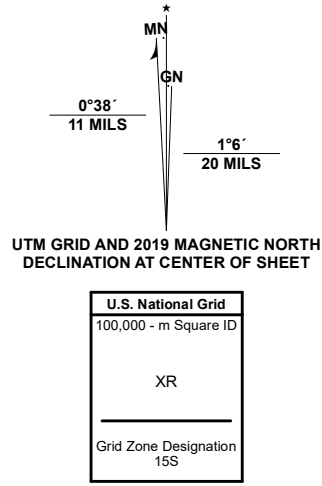 ★
MN
GN
0°38´
11 MILS
1°6´
20 MILS
UTM GRID AND 2019 MAGNETIC NORTH
DECLINATION AT CENTER OF SHEET
U.S. National Grid
100,000 - m Square ID
XR
Grid Zone Designation
15S